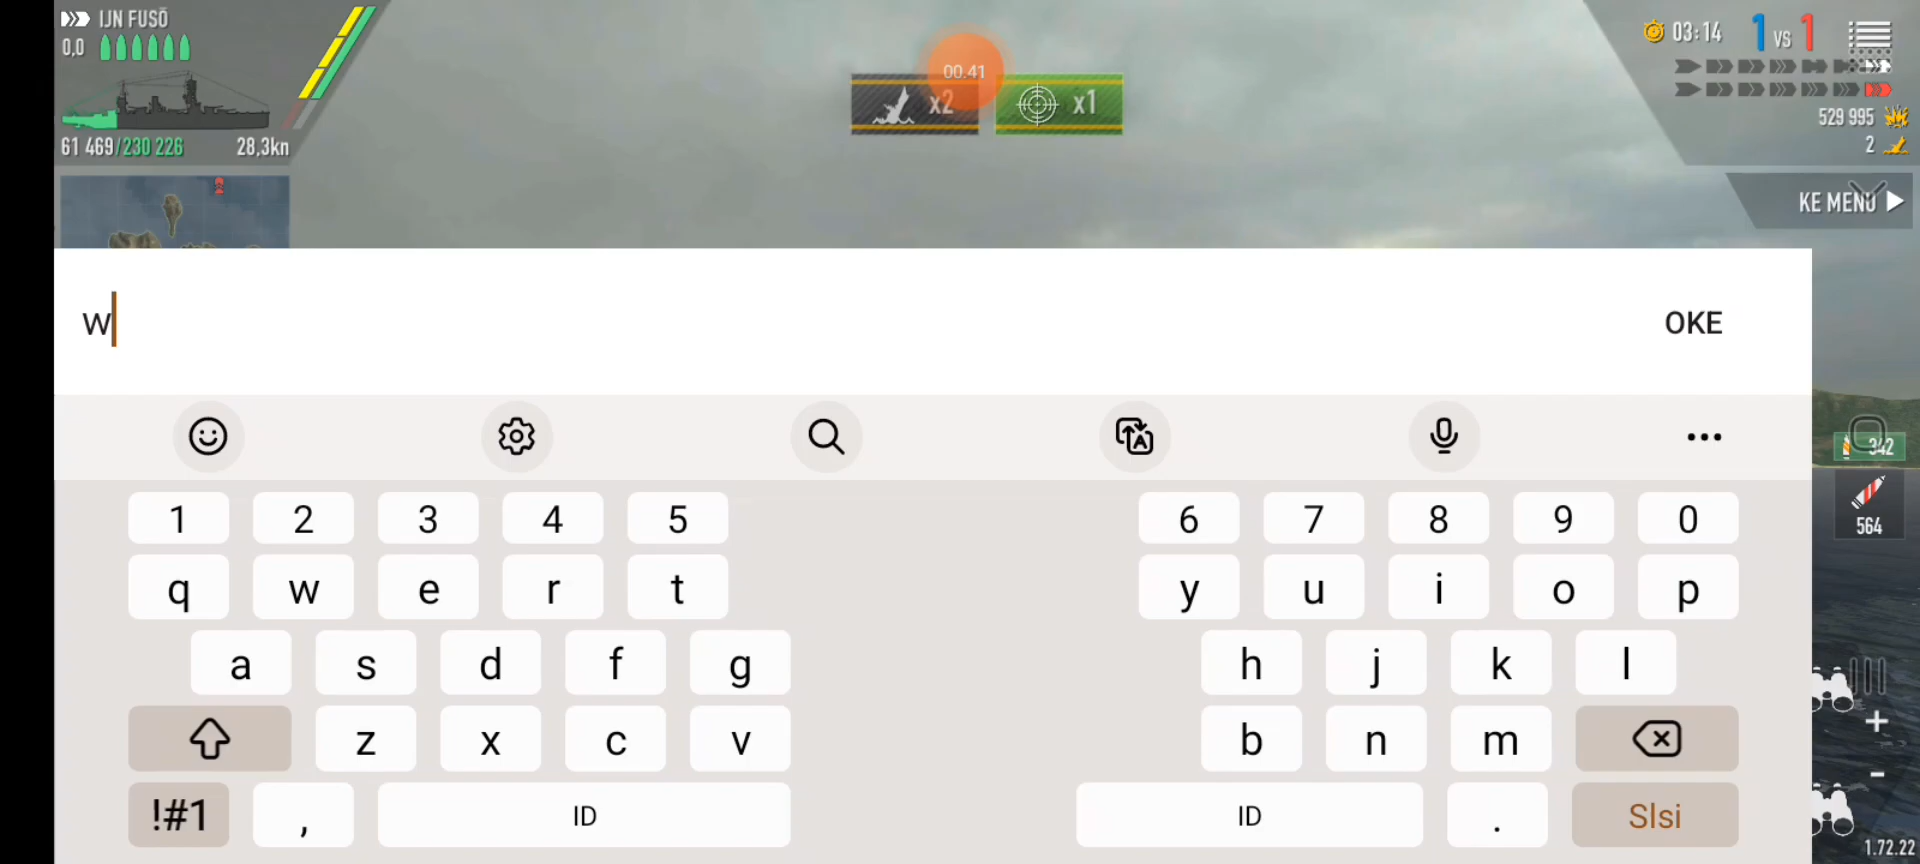 IJN FUSŌ
0,0
61 469/230 226 28,3kn
00.41
x2 x1
03:14 1 VS 1
529 995
2
KE MENU
w OKE
342
564
1 2 3 4 5 6 7 8 9 0
q w e r t y u i o p
a s d f g h j k l
z x c v b n m
!#1 , ID ID . Slsi
+
-
1.72.22